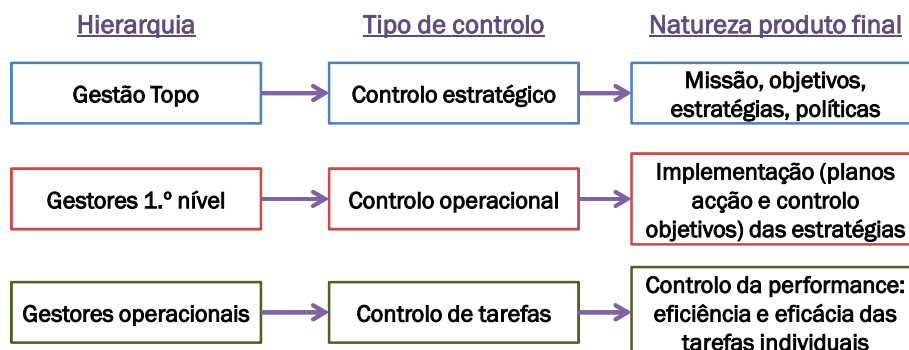 Hierarquia
Tipo de controlo
Natureza produto final
Gestão Topo
Controlo estratégico
Missão, objetivos,
estratégias, políticas
Gestores 1.º nível
Controlo operacional
Implementação (planos
acção e controlo
objetivos) das estratégias
Gestores operacionais
Controlo de tarefas
Controlo da performance:
eficiência e eficácia das
tarefas individuais